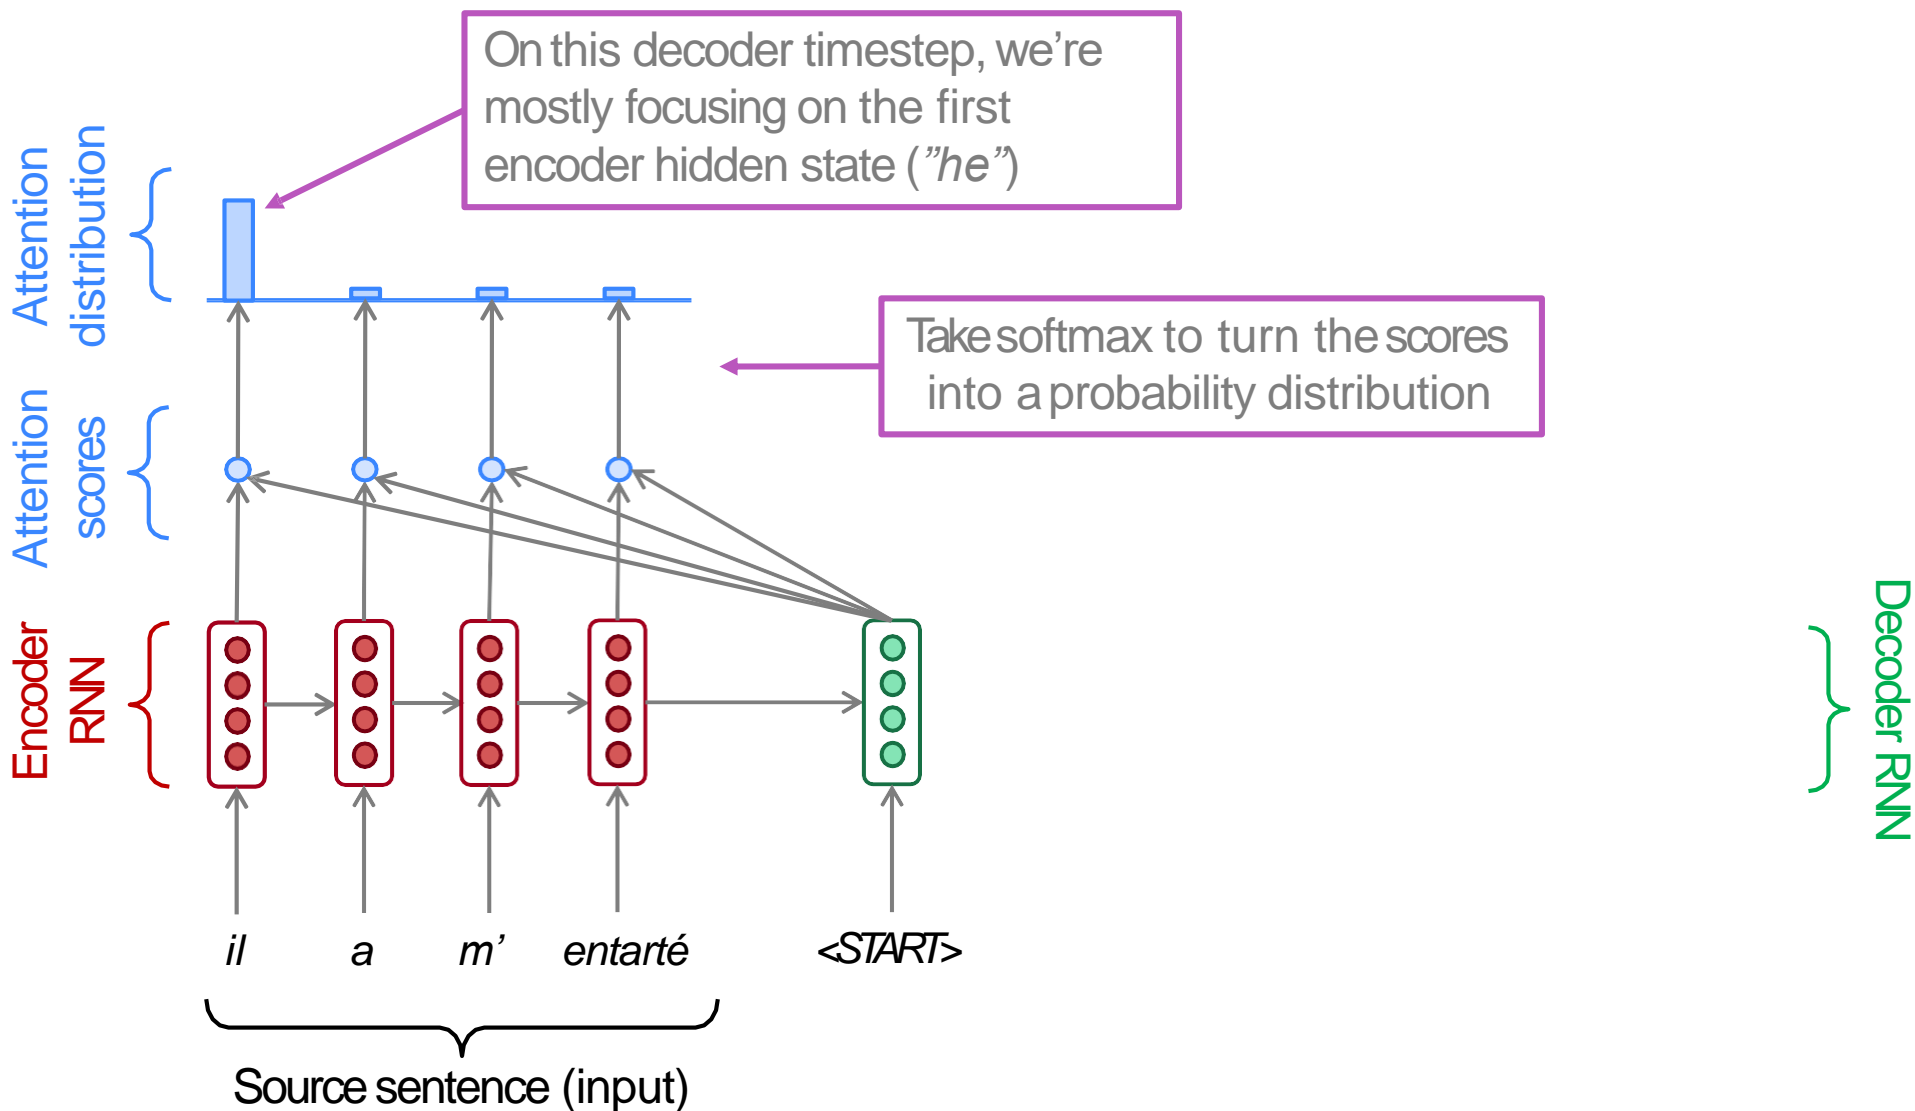 On this decoder timestep, we’re
mostly focusing on the first
encoder hidden state (”he”)
Attention
distribution
Take softmax to turn the scores
into a probability distribution
Attention
scores
Encoder
RNN
Decoder RNN
il a m’ entarté <START>
Source sentence (input)